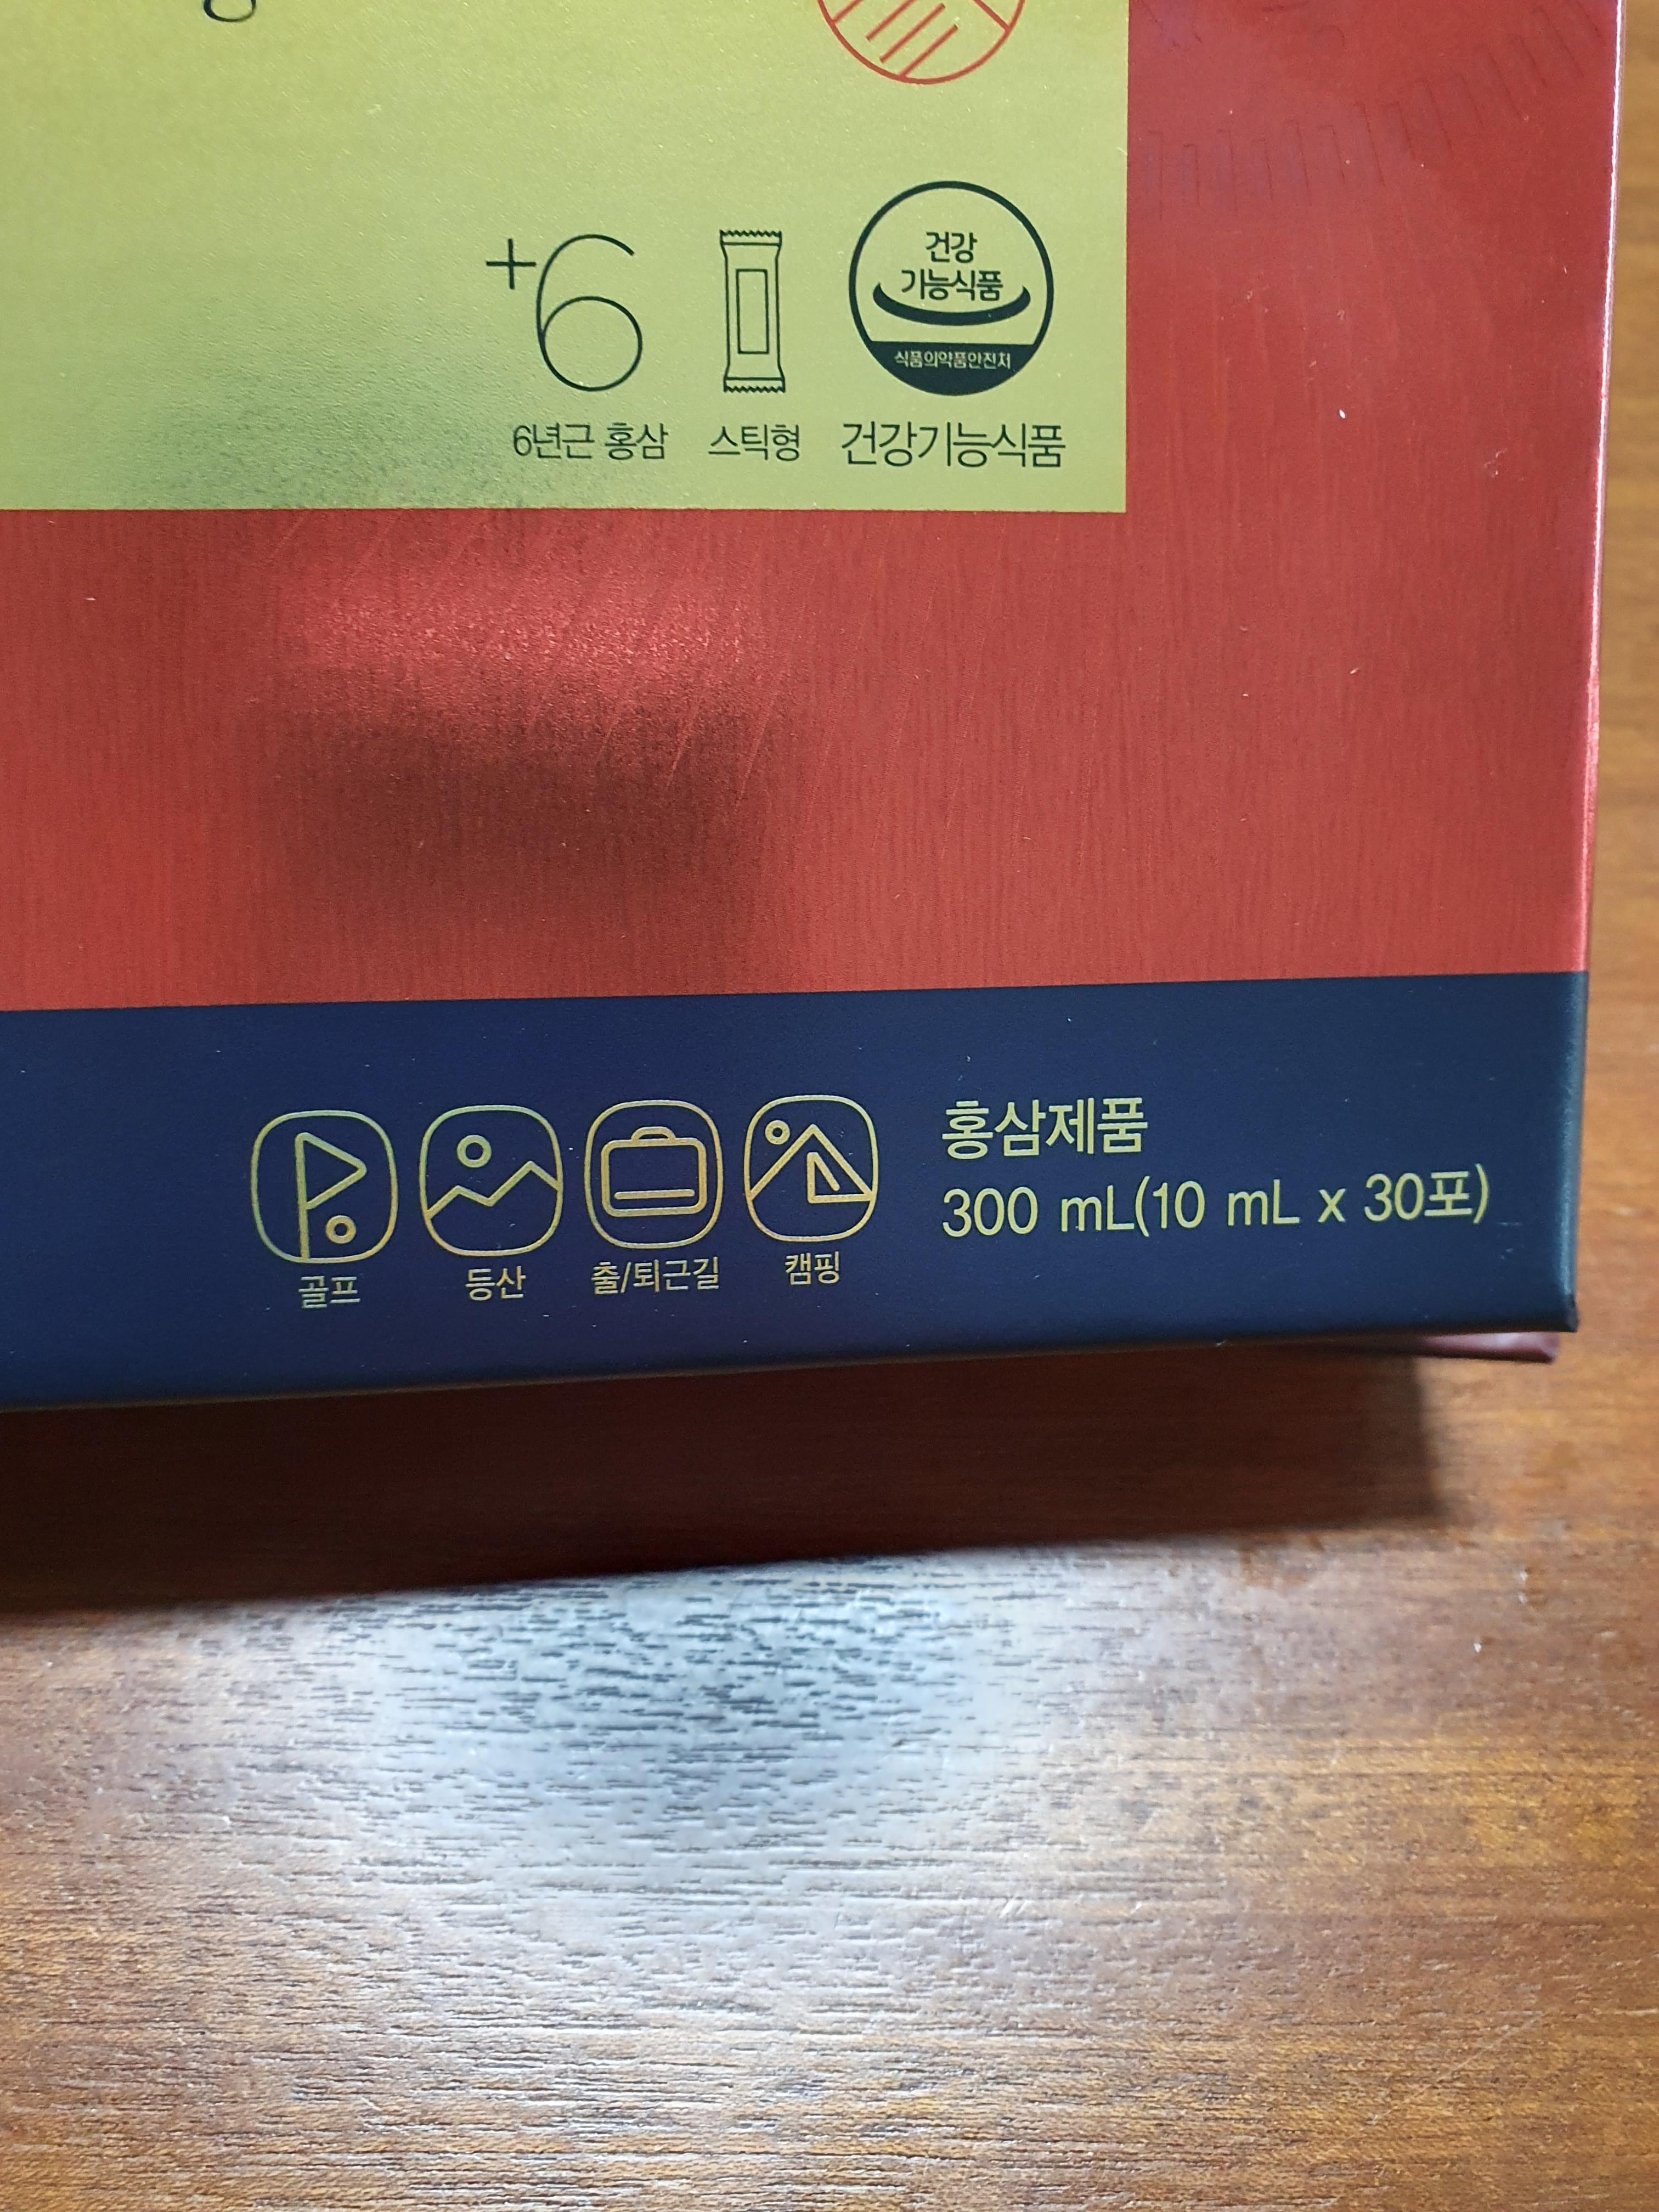 g
+6
건강
기능식품
식품의약품안전처
6년근 홍삼
스틱형
건강기능식품
골프
등산
출/퇴근길
캠핑
홍삼제품
300 mL(10 mL x 30포)